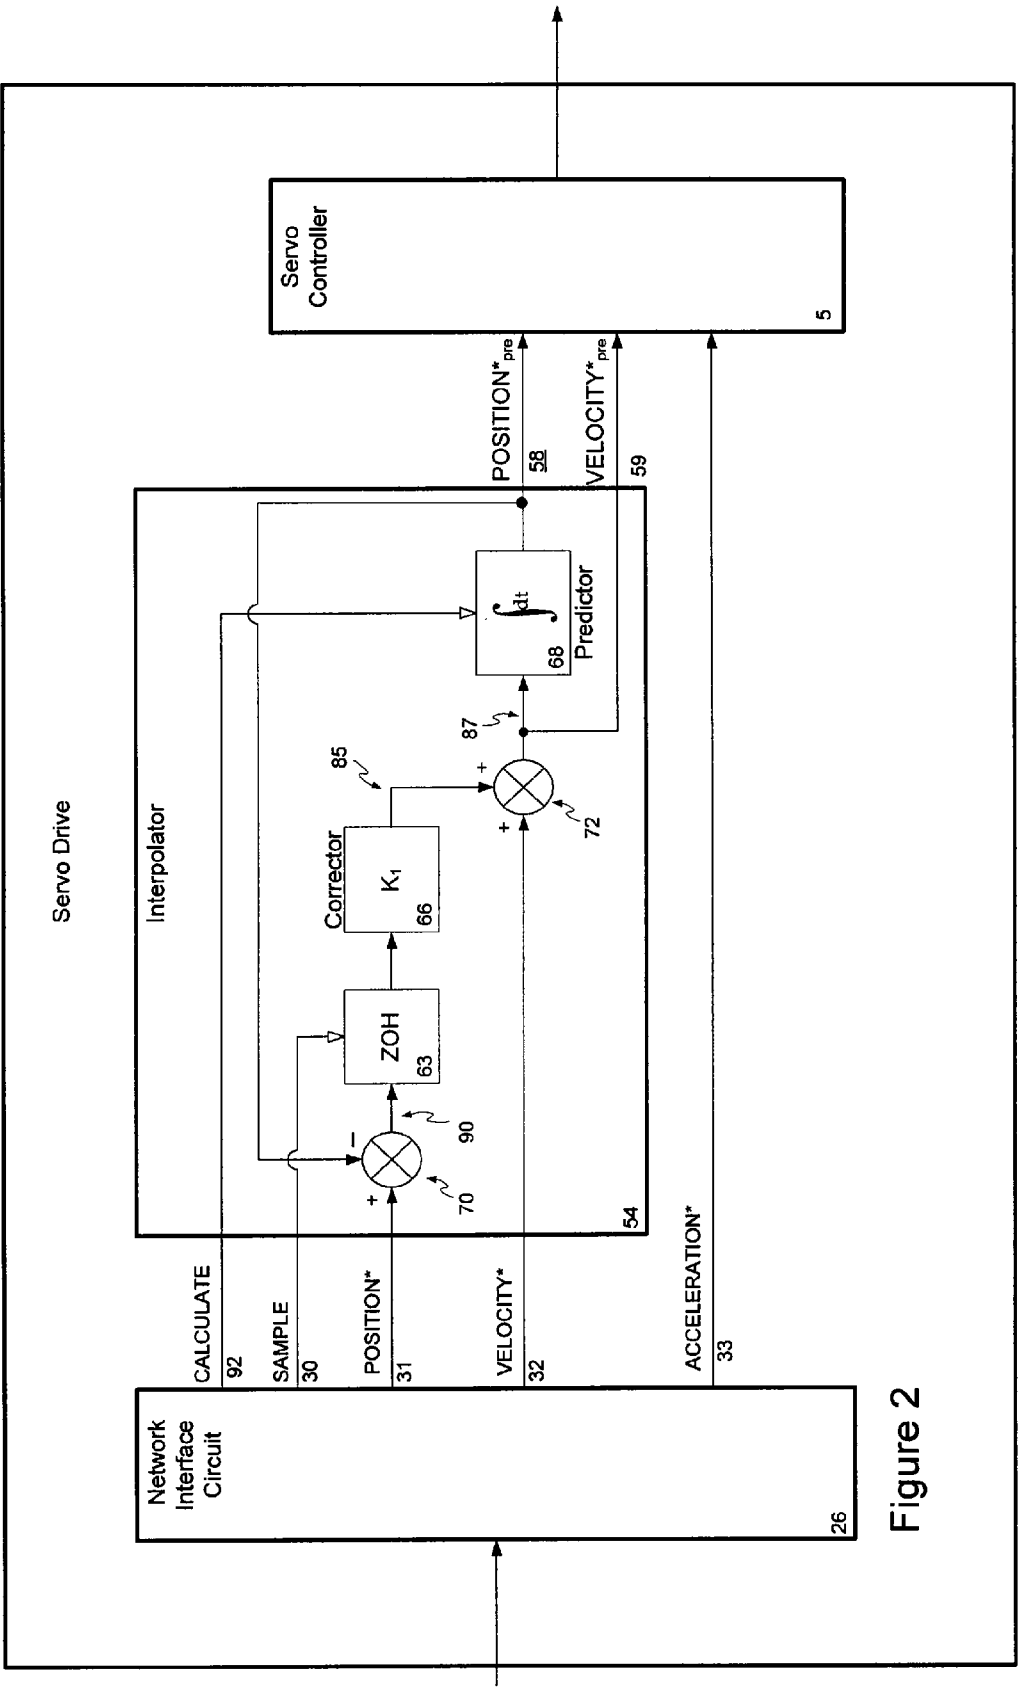 Servo Drive
Interpolator
Network
Interface
Circuit
26
CALCULATE
92
SAMPLE
30
POSITION*
31
VELOCITY*
32
ACCELERATION*
33
+
−
70
90
ZOH
63
Corrector
K1
66
85
+
+
72
87
∫dt
68
Predictor
54
POSITION*pre
58
VELOCITY*pre
59
Servo
Controller
5
Figure 2